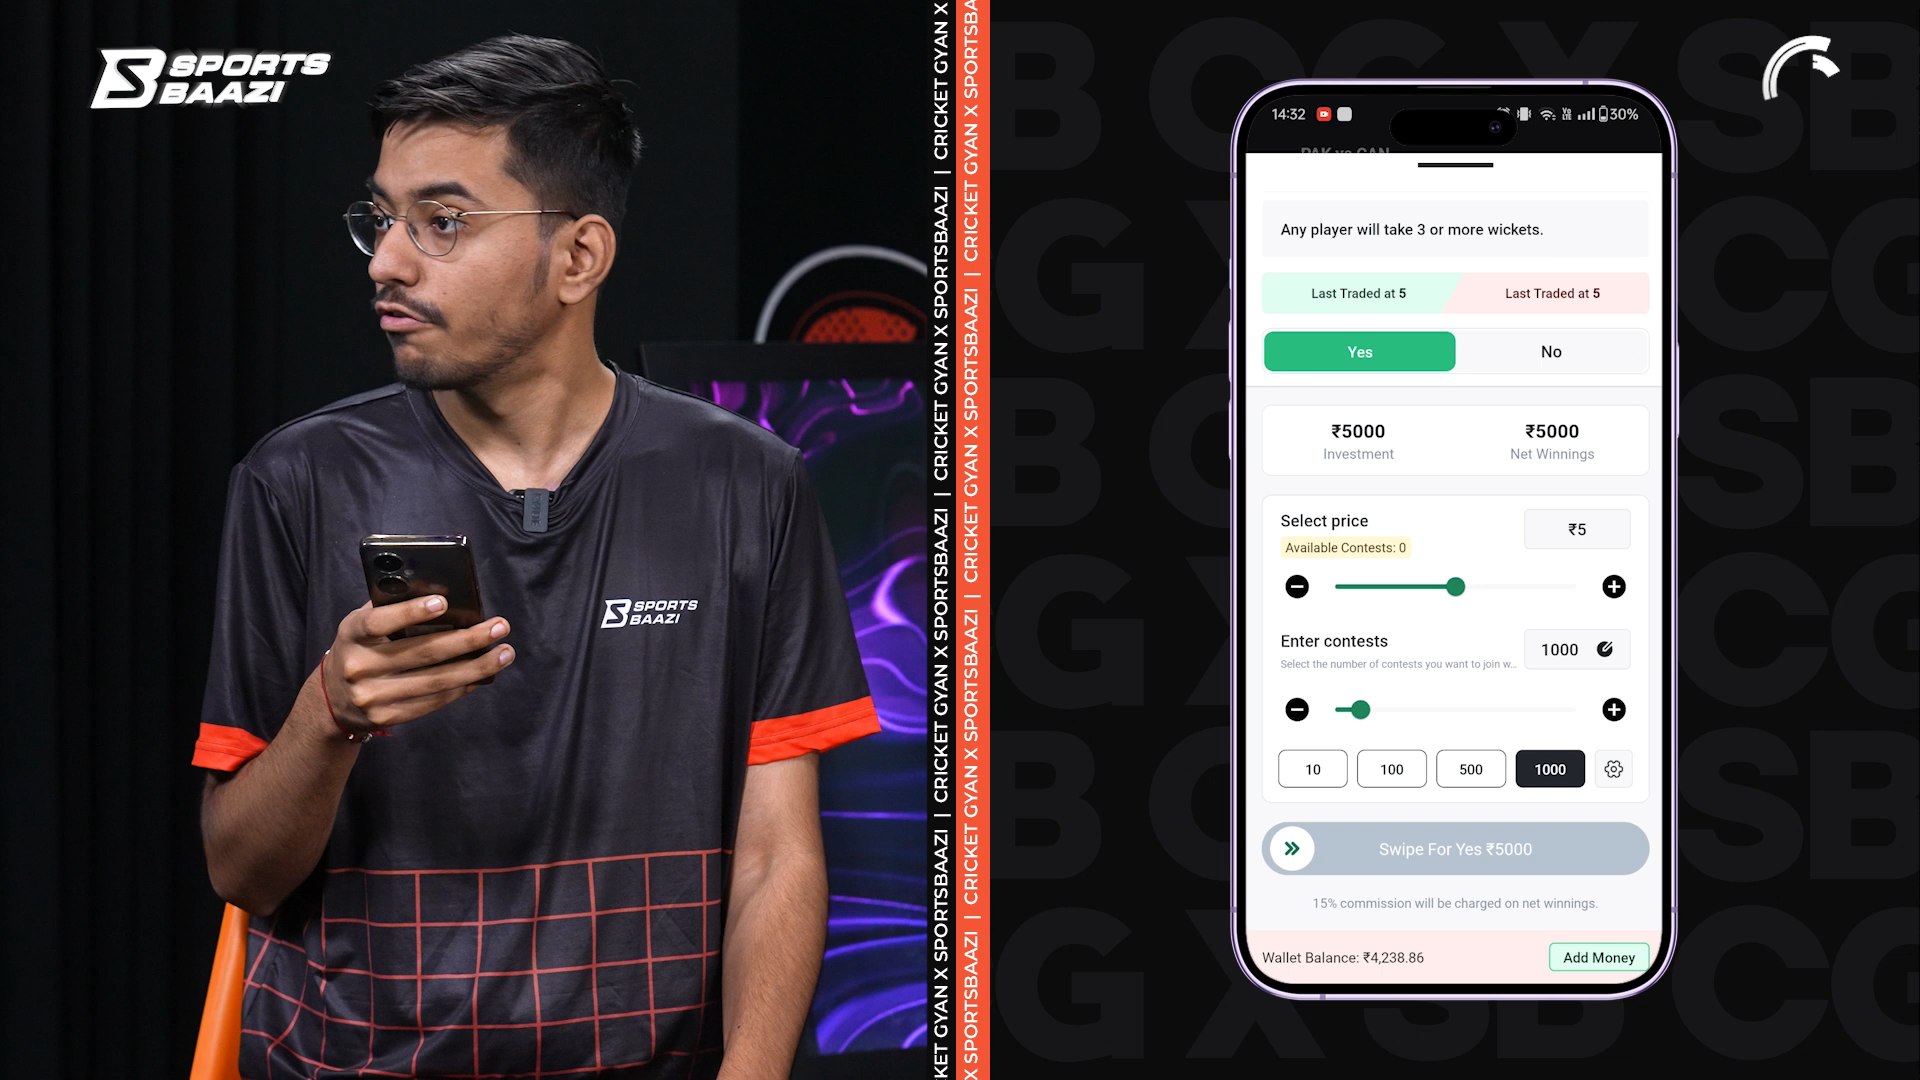 SPORTS
BAAZI
SPORTS
BAAZI
CRICKET GYAN X SPORTSBAAZI | CRICKET GYAN X SPORTSBAAZI | CRICKET GYAN X SPORTSBAAZI | CRICKET GYAN X
X SPORTSBAAZI | CRICKET GYAN X SPORTSBAAZI | CRICKET GYAN X SPORTSBAAZI | CRICKET GYAN X SPORTSBA
14:32
30%
PAK vs CAN
Any player will take 3 or more wickets.
Last Traded at 5
Last Traded at 5
Yes
No
₹5000
₹5000
Investment
Net Winnings
Select price
₹5
Available Contests: 0
Enter contests
1000
Select the number of contests you want to join w...
10
100
500
1000
Swipe For Yes ₹5000
15% commission will be charged on net winnings.
Wallet Balance: ₹4,238.86
Add Money